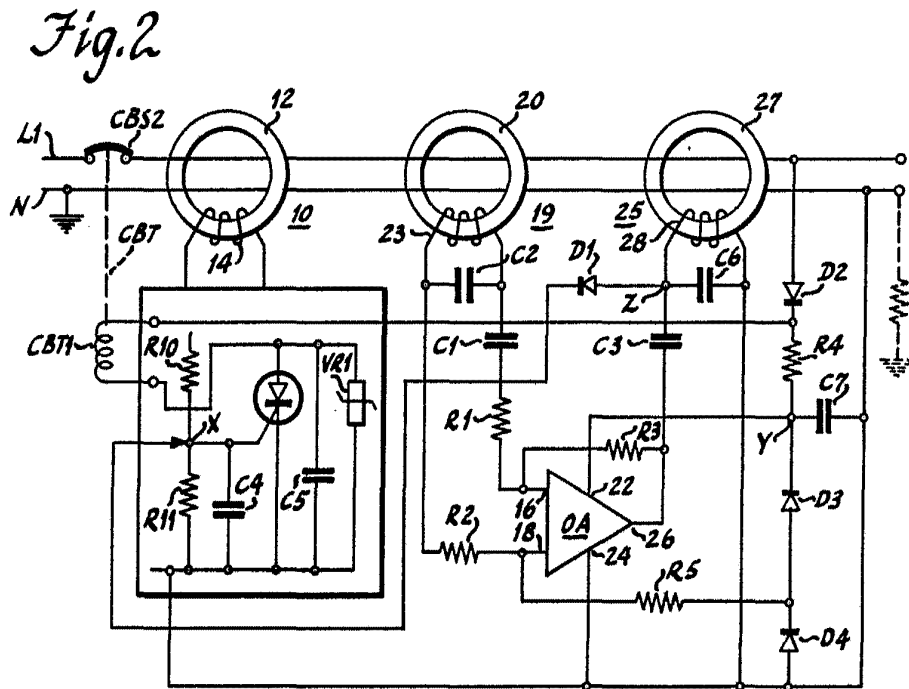 Fig.2
12
20
27
L1
CBS2
N
10
19
25
23
28
14
CBT
C2
D1
C6
Z
D2
CBT1
R10
VR1
C1
C3
R4
C7
X
R1
R3
Y
R11
C4
C5
16
22
D3
R2
18
OA
26
24
R5
D4